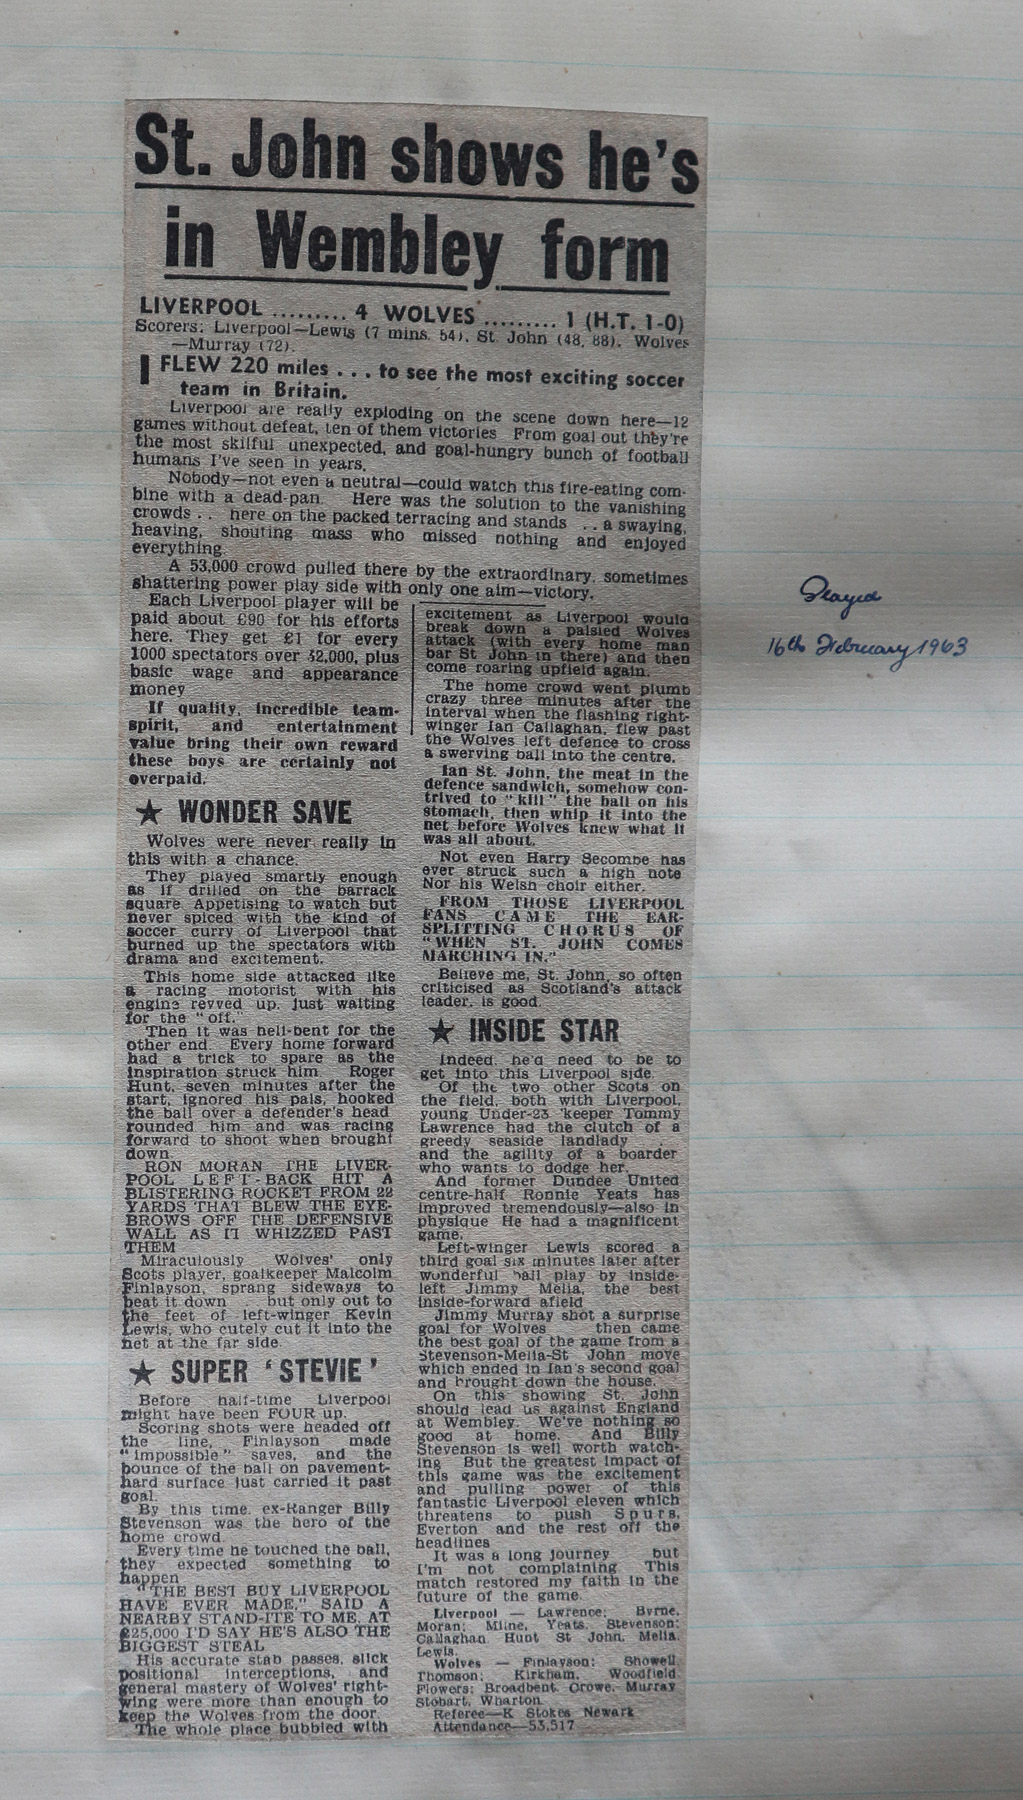 St. John shows he's
in Wembley form
LIVERPOOL ......... 4 WOLVES ......... 1 (H.T. 1-0)
Scorers: Liverpool—Lewis (7 mins, 54), St. John (48, 88). Wolves
—Murray (72).
I FLEW 220 miles . . . to see the most exciting soccer
team in Britain.
Liverpool are really exploding on the scene down here—12
games without defeat, ten of them victories From goal out they're
the most skilful unexpected, and goal-hungry bunch of football
humans I've seen in years.
Nobody—not even a neutral—could watch this fire-eating com-
bine with a dead-pan. Here was the solution to the vanishing
crowds . . here on the packed terracing and stands . . a swaying,
heaving, shouting mass who missed nothing and enjoyed
everything.
A 53,000 crowd pulled there by the extraordinary, sometimes
shattering power play side with only one aim—victory.
Each Liverpool player will be
paid about £90 for his efforts
here. They get £1 for every
1000 spectators over 32,000, plus
basic wage and appearance
money
If quality, incredible team-
spirit, and entertainment
value bring their own reward
these boys are certainly not
overpaid.
★ WONDER SAVE
Wolves were never really in
this with a chance.
They played smartly enough
as if drilled on the barrack
square Appetising to watch but
never spiced with the kind of
soccer curry of Liverpool that
burned up the spectators with
drama and excitement.
This home side attacked like
a racing motorist with his
engine revved up, just waiting
for the "off."
Then it was hell-bent for the
other end. Every home forward
had a trick to spare as the
inspiration struck him Roger
Hunt, seven minutes after the
start, ignored his pals, hooked
the ball over a defender's head
rounded him and was racing
forward to shoot when brought
down.
RON MORAN THE LIVER-
POOL LEFT-BACK HIT A
BLISTERING ROCKET FROM 22
YARDS THAT BLEW THE EYE-
BROWS OFF THE DEFENSIVE
WALL AS IT WHIZZED PAST
THEM
Miraculously Wolves' only
Scots player, goalkeeper Malcolm
Finlayson, sprang sideways to
beat it down . . but only out to
the feet of left-winger Kevin
Lewis, who cutely cut it into the
net at the far side.
★ SUPER 'STEVIE'
Before half-time Liverpool
might have been FOUR up.
Scoring shots were headed off
the line, Finlayson made
"impossible" saves, and the
bounce of the ball on pavement-
hard surface just carried it past
goal.
By this time ex-Ranger Billy
Stevenson was the hero of the
home crowd.
Every time he touched the ball,
they expected something to
happen
"THE BEST BUY LIVERPOOL
HAVE EVER MADE," SAID A
NEARBY STAND-ITE TO ME. AT
£25,000 I'D SAY HE'S ALSO THE
BIGGEST STEAL
His accurate stab passes, slick
positional interceptions, and
general mastery of Wolves' right-
wing were more than enough to
keep the Wolves from the door.
The whole place bubbled with
excitement as Liverpool would
break down a palsied Wolves
attack (with every home man
bar St John in there) and then
come roaring upfield again.
The home crowd went plumb
crazy three minutes after the
interval when the flashing right-
winger Ian Callaghan, flew past
the Wolves left defence to cross
a swerving ball into the centre.
Ian St. John, the meat in the
defence sandwich, somehow con-
trived to "kill" the ball on his
stomach, then whip it into the
net before Wolves knew what it
was all about.
Not even Harry Secombe has
ever struck such a high note
Nor his Welsh choir either.
FROM THOSE LIVERPOOL
FANS CAME THE EAR-
SPLITTING CHORUS OF
"WHEN ST. JOHN COMES
MARCHING IN."
Believe me, St. John, so often
criticised as Scotland's attack
leader, is good.
★ INSIDE STAR
Indeed, he'd need to be to
get into this Liverpool side.
Of the two other Scots on
the field, both with Liverpool,
young Under-23 'keeper Tommy
Lawrence had the clutch of a
greedy seaside landlady . .
and the agility of a boarder
who wants to dodge her.
And former Dundee United
centre-half Ronnie Yeats has
improved tremendously—also in
physique He had a magnificent
game.
Left-winger Lewis scored a
third goal six minutes later after
wonderful ball play by inside-
left Jimmy Melia, the best
inside-forward afield
Jimmy Murray shot a surprise
goal for Wolves then came
the best goal of the game from a
Stevenson-Melia-St John move
which ended in Ian's second goal
and brought down the house.
On this showing St. John
should lead us against England
at Wembley. We've nothing so
good at home. And Billy
Stevenson is well worth watch-
ing But the greatest impact of
this game was the excitement
and pulling power of this
fantastic Liverpool eleven which
threatens to push Spurs,
Everton and the rest off the
headlines
It was a long journey but
I'm not complaining This
match restored my faith in the
future of the game.
Liverpool — Lawrence; Byrne,
Moran; Milne, Yeats, Stevenson;
Callaghan, Hunt St John, Melia,
Lewis.
Wolves — Finlayson; Showell,
Thomson; Kirkham, Woodfield,
Flowers; Broadbent, Crowe, Murray
Stobart, Wharton
Referee—K Stokes Newark
Attendance—53,517
Played
16th February 1963